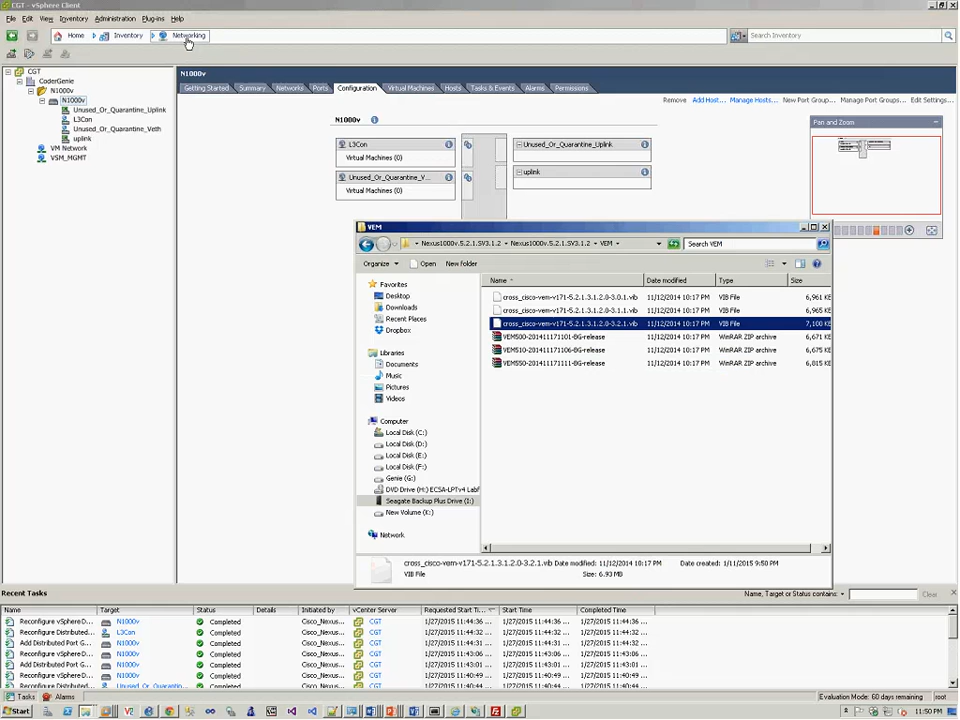 CGT - vSphere Client
File Edit View Inventory Administration Plug-ins Help
Home Inventory Networking Search Inventory
CGT
CoderGenie
N1000v
N1000v
Unused_Or_Quarantine_Uplink
L3Con
Unused_Or_Quarantine_Veth
uplink
VM Network
VSM_MGMT
N1000v
Getting Started Summary Networks Ports Configuration Virtual Machines Hosts Tasks & Events Alarms Permissions
Remove Add Host... Manage Hosts... New Port Group... Manage Port Groups... Edit Settings...
N1000v
L3Con
Virtual Machines (0)
Unused_Or_Quarantine_V...
Virtual Machines (0)
Unused_Or_Quarantine_Uplink
uplink
Pan and Zoom
VEM
Nexus1000v.5.2.1.SV3.1.2 Nexus1000v.5.2.1.SV3.1.2 VEM Search VEM
Organize Open New folder
Favorites
Desktop
Downloads
Recent Places
Dropbox
Libraries
Documents
Music
Pictures
Videos
Computer
Local Disk (C:)
Local Disk (D:)
Local Disk (E:)
Local Disk (F:)
Genie (G:)
DVD Drive (H:) ECSA-LPTv4 Lab
Seagate Backup Plus Drive (I:)
New Volume (K:)
Network
Name Date modified Type Size
cross_cisco-vem-v171-5.2.1.3.1.2.0-3.0.1.vib 11/12/2014 10:17 PM VIB File 6,961 KB
cross_cisco-vem-v171-5.2.1.3.1.2.0-3.1.1.vib 11/12/2014 10:17 PM VIB File 6,965 KB
cross_cisco-vem-v171-5.2.1.3.1.2.0-3.2.1.vib 11/12/2014 10:17 PM VIB File 7,100 KB
VEM500-201411171101-BG-release 11/12/2014 10:17 PM WinRAR ZIP archive 6,671 KB
VEM510-201411171106-BG-release 11/12/2014 10:17 PM WinRAR ZIP archive 6,675 KB
VEM550-201411171111-BG-release 11/12/2014 10:17 PM WinRAR ZIP archive 6,815 KB
cross_cisco-vem-v171-5.2.1.3.1.2.0-3.2.1.vib Date modified: 11/12/2014 10:17 PM Date created: 1/11/2015 9:50 PM
VIB File Size: 6.93 MB
Recent Tasks Name, Target or Status contains: Clear
Name Target Status Details Initiated by vCenter Server Requested Start Ti... Start Time Completed Time
Reconfigure vSphere D... N1000v Completed Cisco_Nexus... CGT 1/27/2015 11:44:36 ... 1/27/2015 11:44:36 ... 1/27/2015 11:44:36 ...
Reconfigure Distributed... L3Con Completed Cisco_Nexus... CGT 1/27/2015 11:44:32 ... 1/27/2015 11:44:32 ... 1/27/2015 11:44:32 ...
Add Distributed Port G... N1000v Completed Cisco_Nexus... CGT 1/27/2015 11:44:31 ... 1/27/2015 11:44:31 ... 1/27/2015 11:44:32 ...
Reconfigure vSphere D... N1000v Completed Cisco_Nexus... CGT 1/27/2015 11:43:06 ... 1/27/2015 11:43:06 ... 1/27/2015 11:43:06 ...
Add Distributed Port G... N1000v Completed Cisco_Nexus... CGT 1/27/2015 11:43:01 ... 1/27/2015 11:43:01 ... 1/27/2015 11:43:01 ...
Reconfigure vSphere D... N1000v Completed Cisco_Nexus... CGT 1/27/2015 11:40:49 ... 1/27/2015 11:40:49 ... 1/27/2015 11:40:49 ...
Tasks Alarms Evaluation Mode: 60 days remaining root
Start 11:50 PM